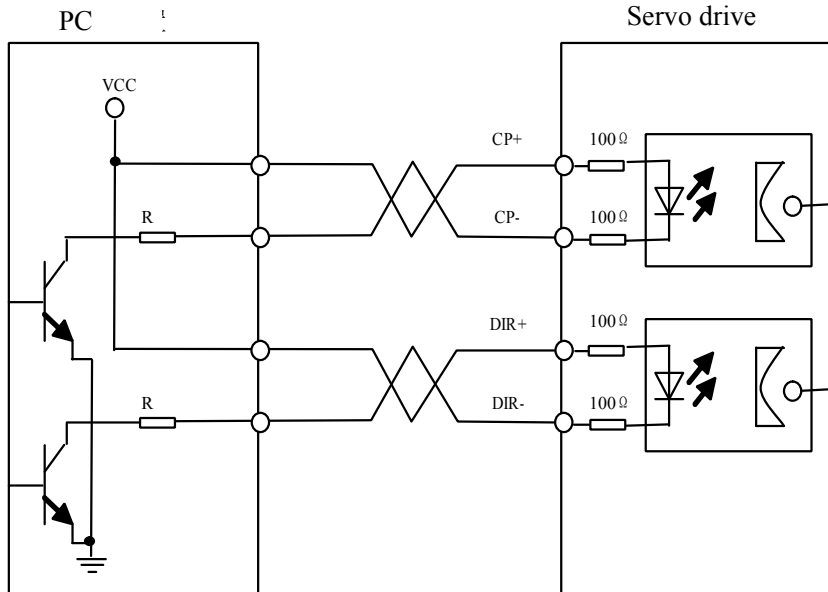 PC
Servo drive
VCC
CP+
100Ω
R
CP-
100Ω
DIR+
100Ω
R
DIR-
100Ω